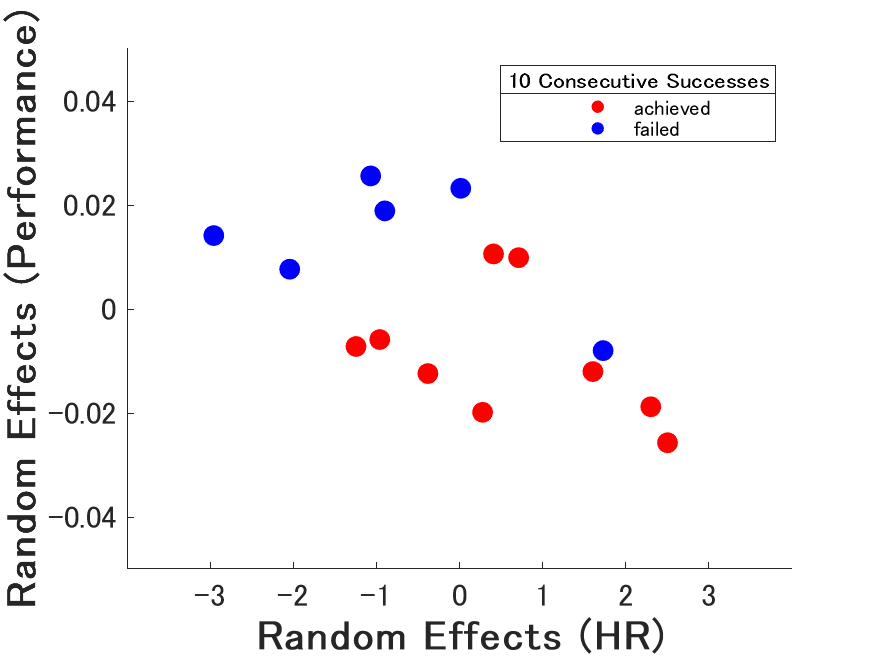 Random Effects (Performance)
0.04
0.02
0
−0.02
−0.04
10 Consecutive Successes
achieved
failed
−3 −2 −1 0 1 2 3
Random Effects (HR)